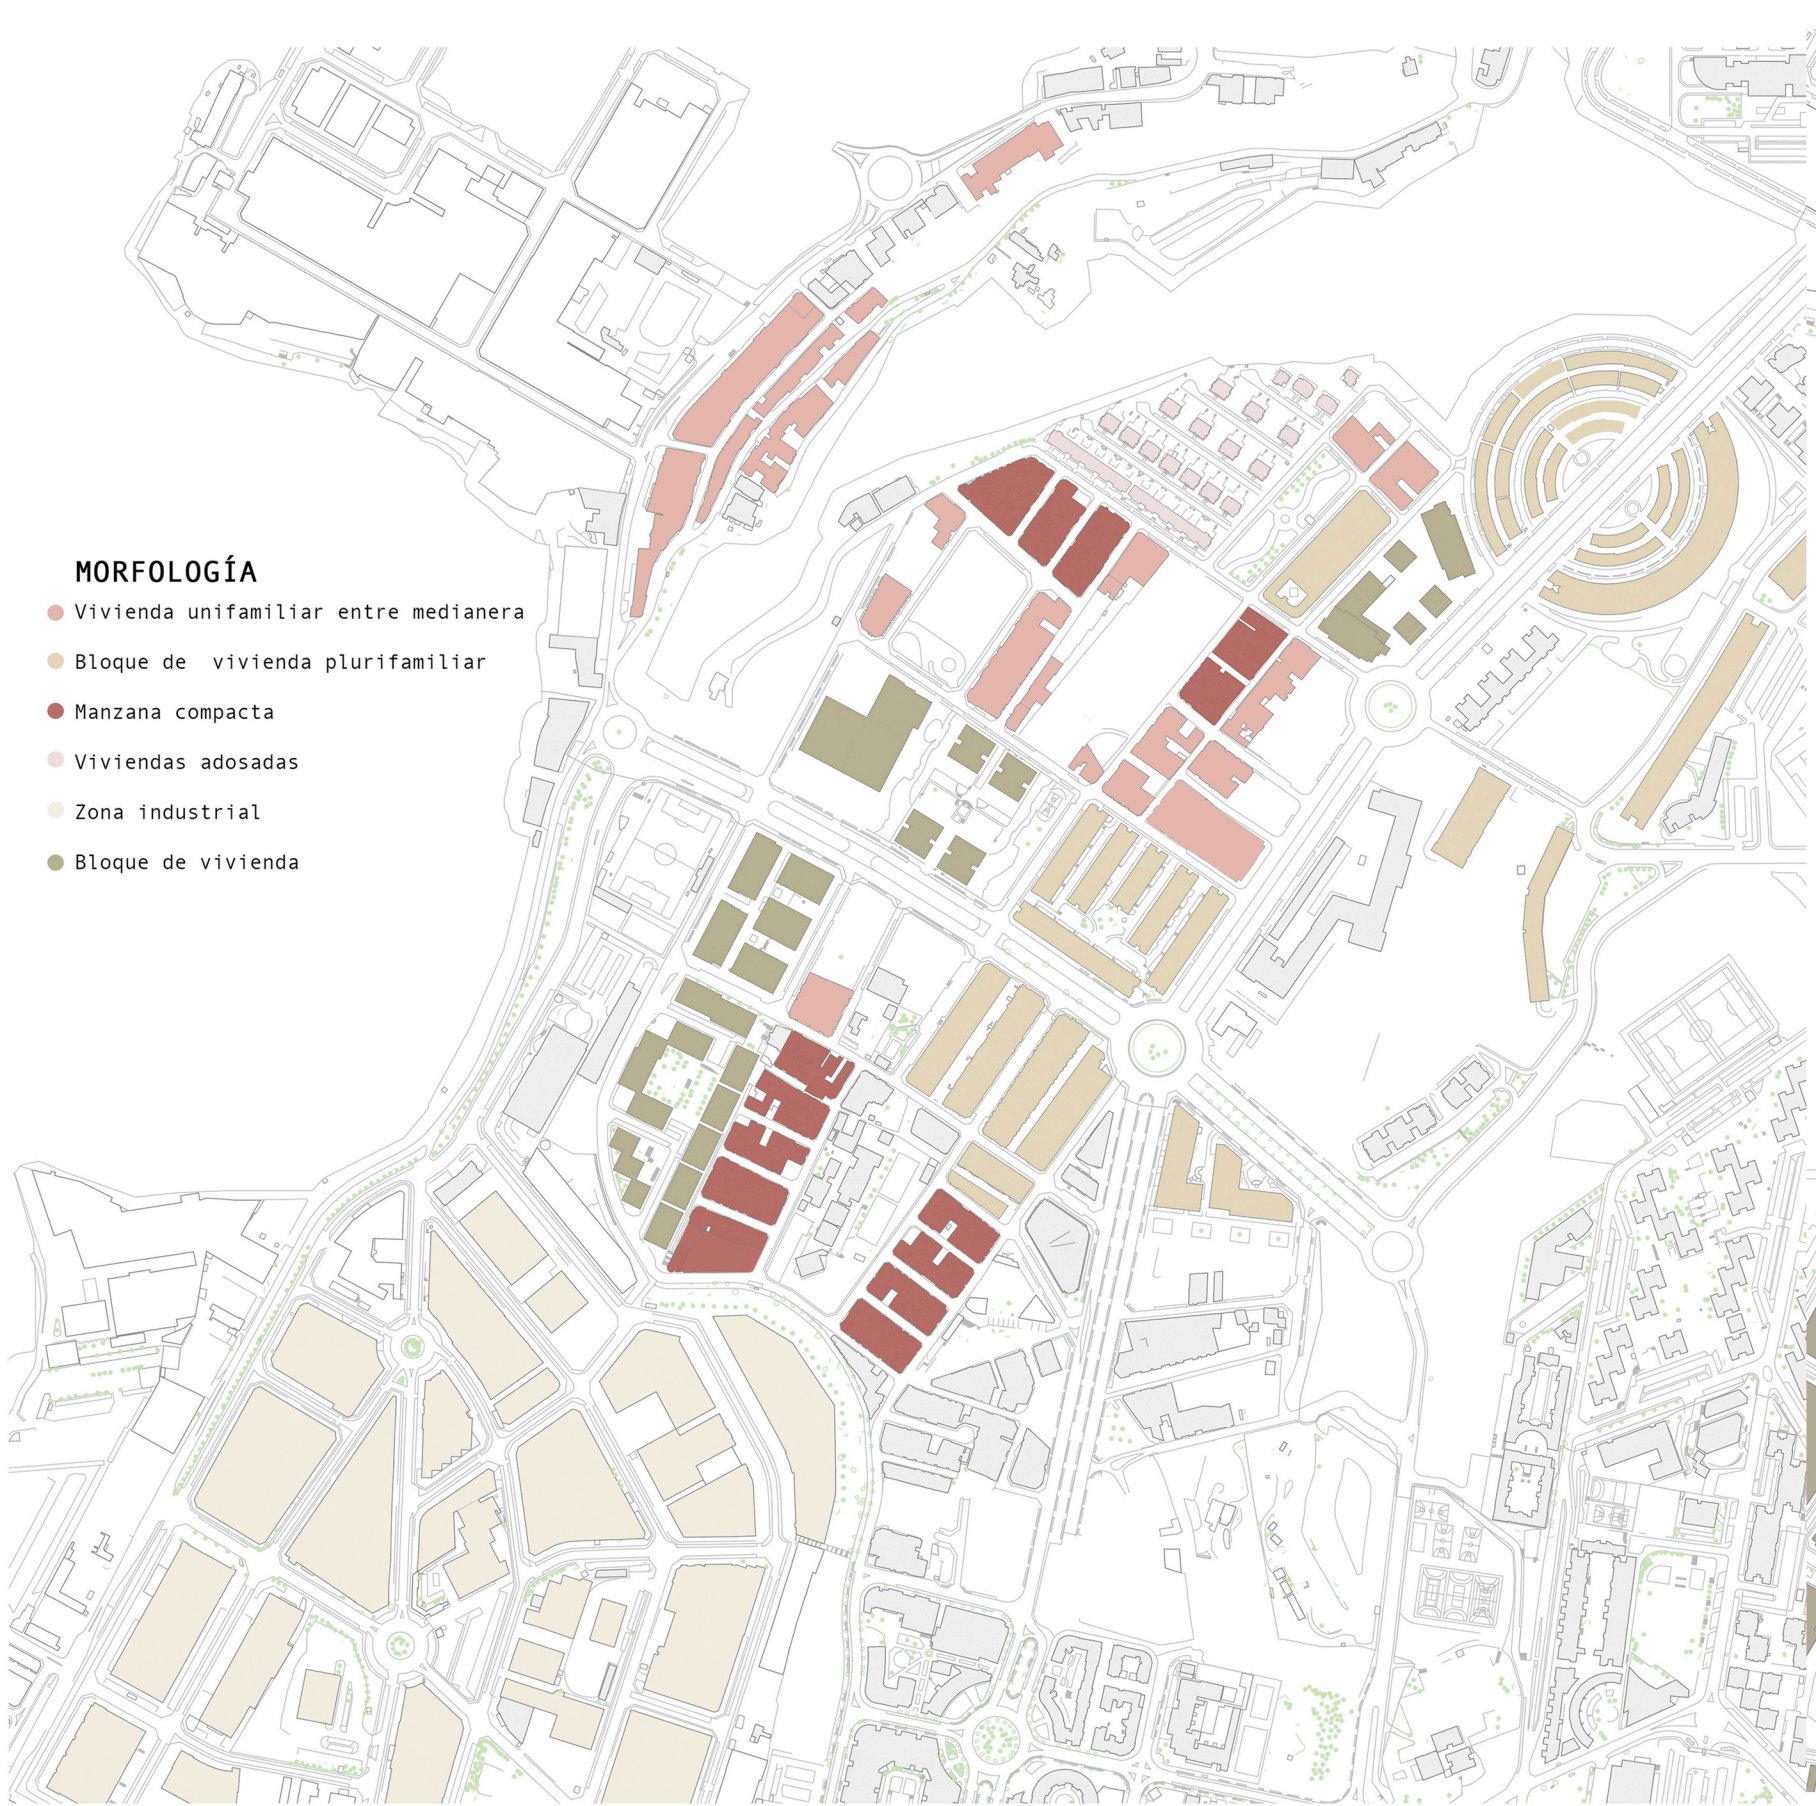 MORFOLOGÍA
Vivienda unifamiliar entre medianera
Bloque de vivienda plurifamiliar
Manzana compacta
Viviendas adosadas
Zona industrial
Bloque de vivienda